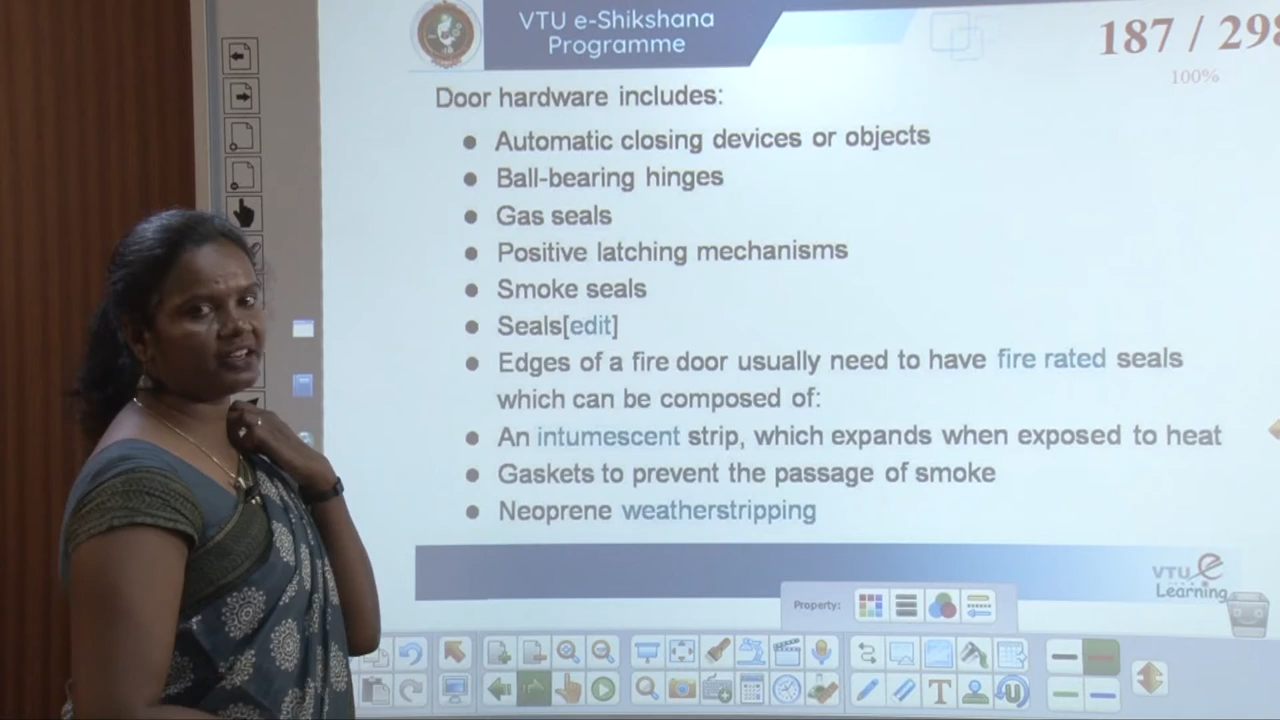 VTU e-Shikshana
Programme
187 / 298
100%
Door hardware includes:
● Automatic closing devices or objects
● Ball-bearing hinges
● Gas seals
● Positive latching mechanisms
● Smoke seals
● Seals[edit]
● Edges of a fire door usually need to have fire rated seals
which can be composed of:
● An intumescent strip, which expands when exposed to heat
● Gaskets to prevent the passage of smoke
● Neoprene weatherstripping
VTU e
Learning
Property: